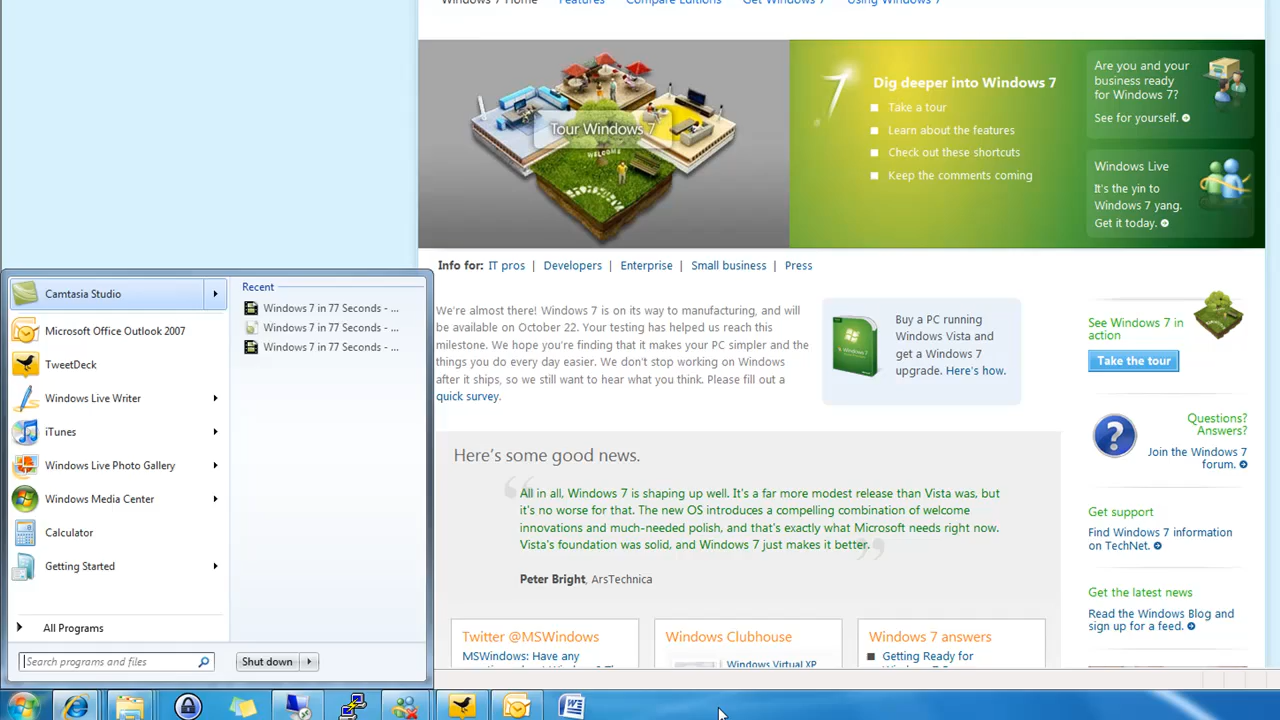 Windows 7 Home Features Compare Editions Get Windows 7 Using Windows 7
Tour Windows 7
WELCOME
7
Dig deeper into Windows 7
Take a tour
Learn about the features
Check out these shortcuts
Keep the comments coming
Are you and your
business ready
for Windows 7?
See for yourself.
Windows Live
It's the yin to
Windows 7 yang.
Get it today.
Info for: IT pros | Developers | Enterprise | Small business | Press
We're almost there! Windows 7 is on its way to manufacturing, and will
be available on October 22. Your testing has helped us reach this
milestone. We hope you're finding that it makes your PC simpler and the
things you do every day easier. We don't stop working on Windows
after it ships, so we still want to hear what you think. Please fill out a
quick survey.
Buy a PC running
Windows Vista and
get a Windows 7
upgrade. Here's how.
See Windows 7 in
action
Take the tour
Questions?
Answers?
Join the Windows 7
forum.
Get support
Find Windows 7 information
on TechNet.
Get the latest news
Read the Windows Blog and
sign up for a feed.
Here's some good news.
“All in all, Windows 7 is shaping up well. It's a far more modest release than Vista was, but
it's no worse for that. The new OS introduces a compelling combination of welcome
innovations and much-needed polish, and that's exactly what Microsoft needs right now.
Vista's foundation was solid, and Windows 7 just makes it better.”
Peter Bright, ArsTechnica
Twitter @MSWindows
MSWindows: Have any
Windows Clubhouse
Windows Virtual XP
Windows 7 answers
Getting Ready for
Camtasia Studio
Microsoft Office Outlook 2007
TweetDeck
Windows Live Writer
iTunes
Windows Live Photo Gallery
Windows Media Center
Calculator
Getting Started
All Programs
Search programs and files
Recent
Windows 7 in 77 Seconds - ...
Windows 7 in 77 Seconds - ...
Windows 7 in 77 Seconds - ...
Shut down